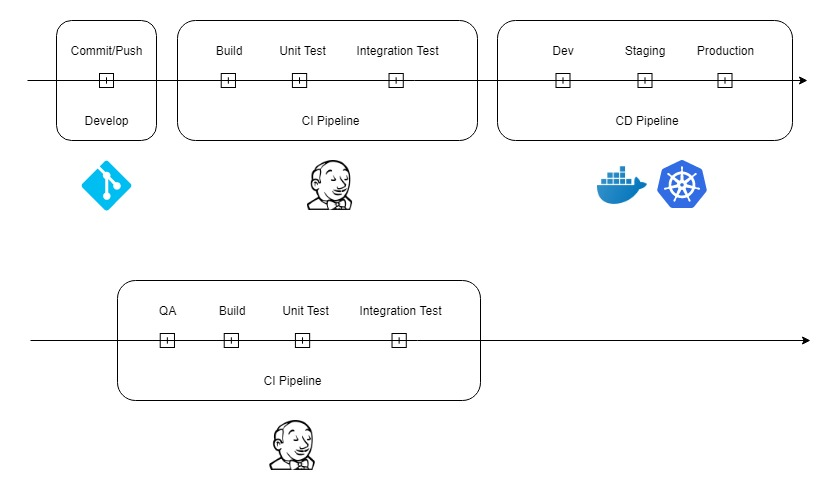 Commit/Push
Build
Unit Test
Integration Test
Dev
Staging
Production
Develop
CI Pipeline
CD Pipeline
QA
Build
Unit Test
Integration Test
CI Pipeline